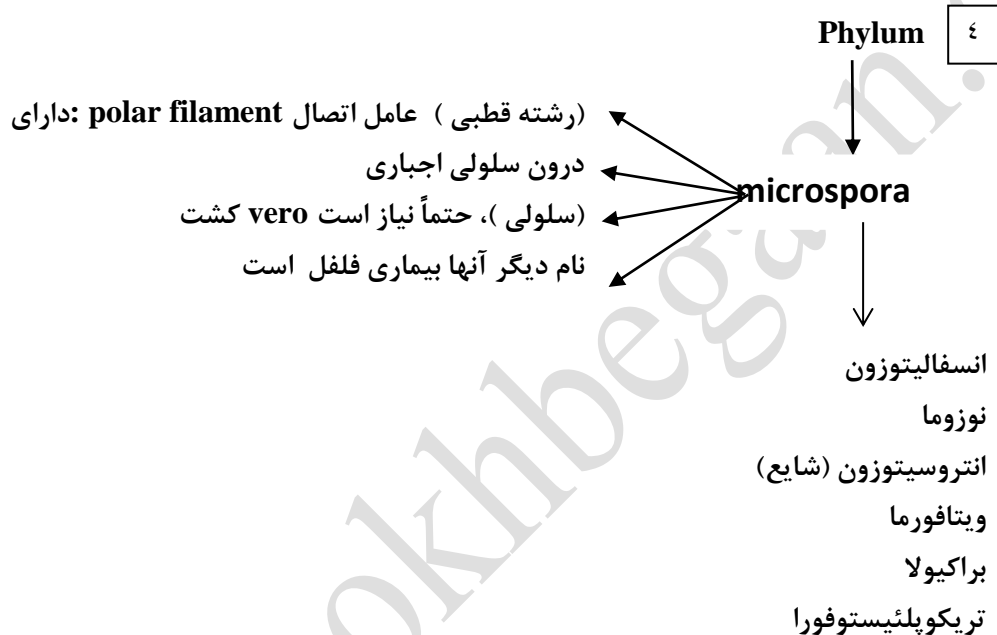 ٤
Phylum
دارای: polar filament عامل اتصال (رشته قطبی )
درون سلولی اجباری
microspora
کشت vero (سلولی )، حتماً نیاز است
نام دیگر آنها بیماری فلفل است
انسفالیتوزون
نوزوما
انتروسیتوزون (شایع)
ویتافورما
براکیولا
تریکوپلئیستوفورا